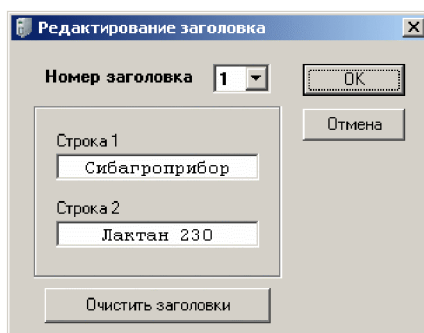 Редактирование заголовка
Номер заголовка 1
OK
Отмена
Строка 1
Сибагроприбор
Строка 2
Лактан 230
Очистить заголовки